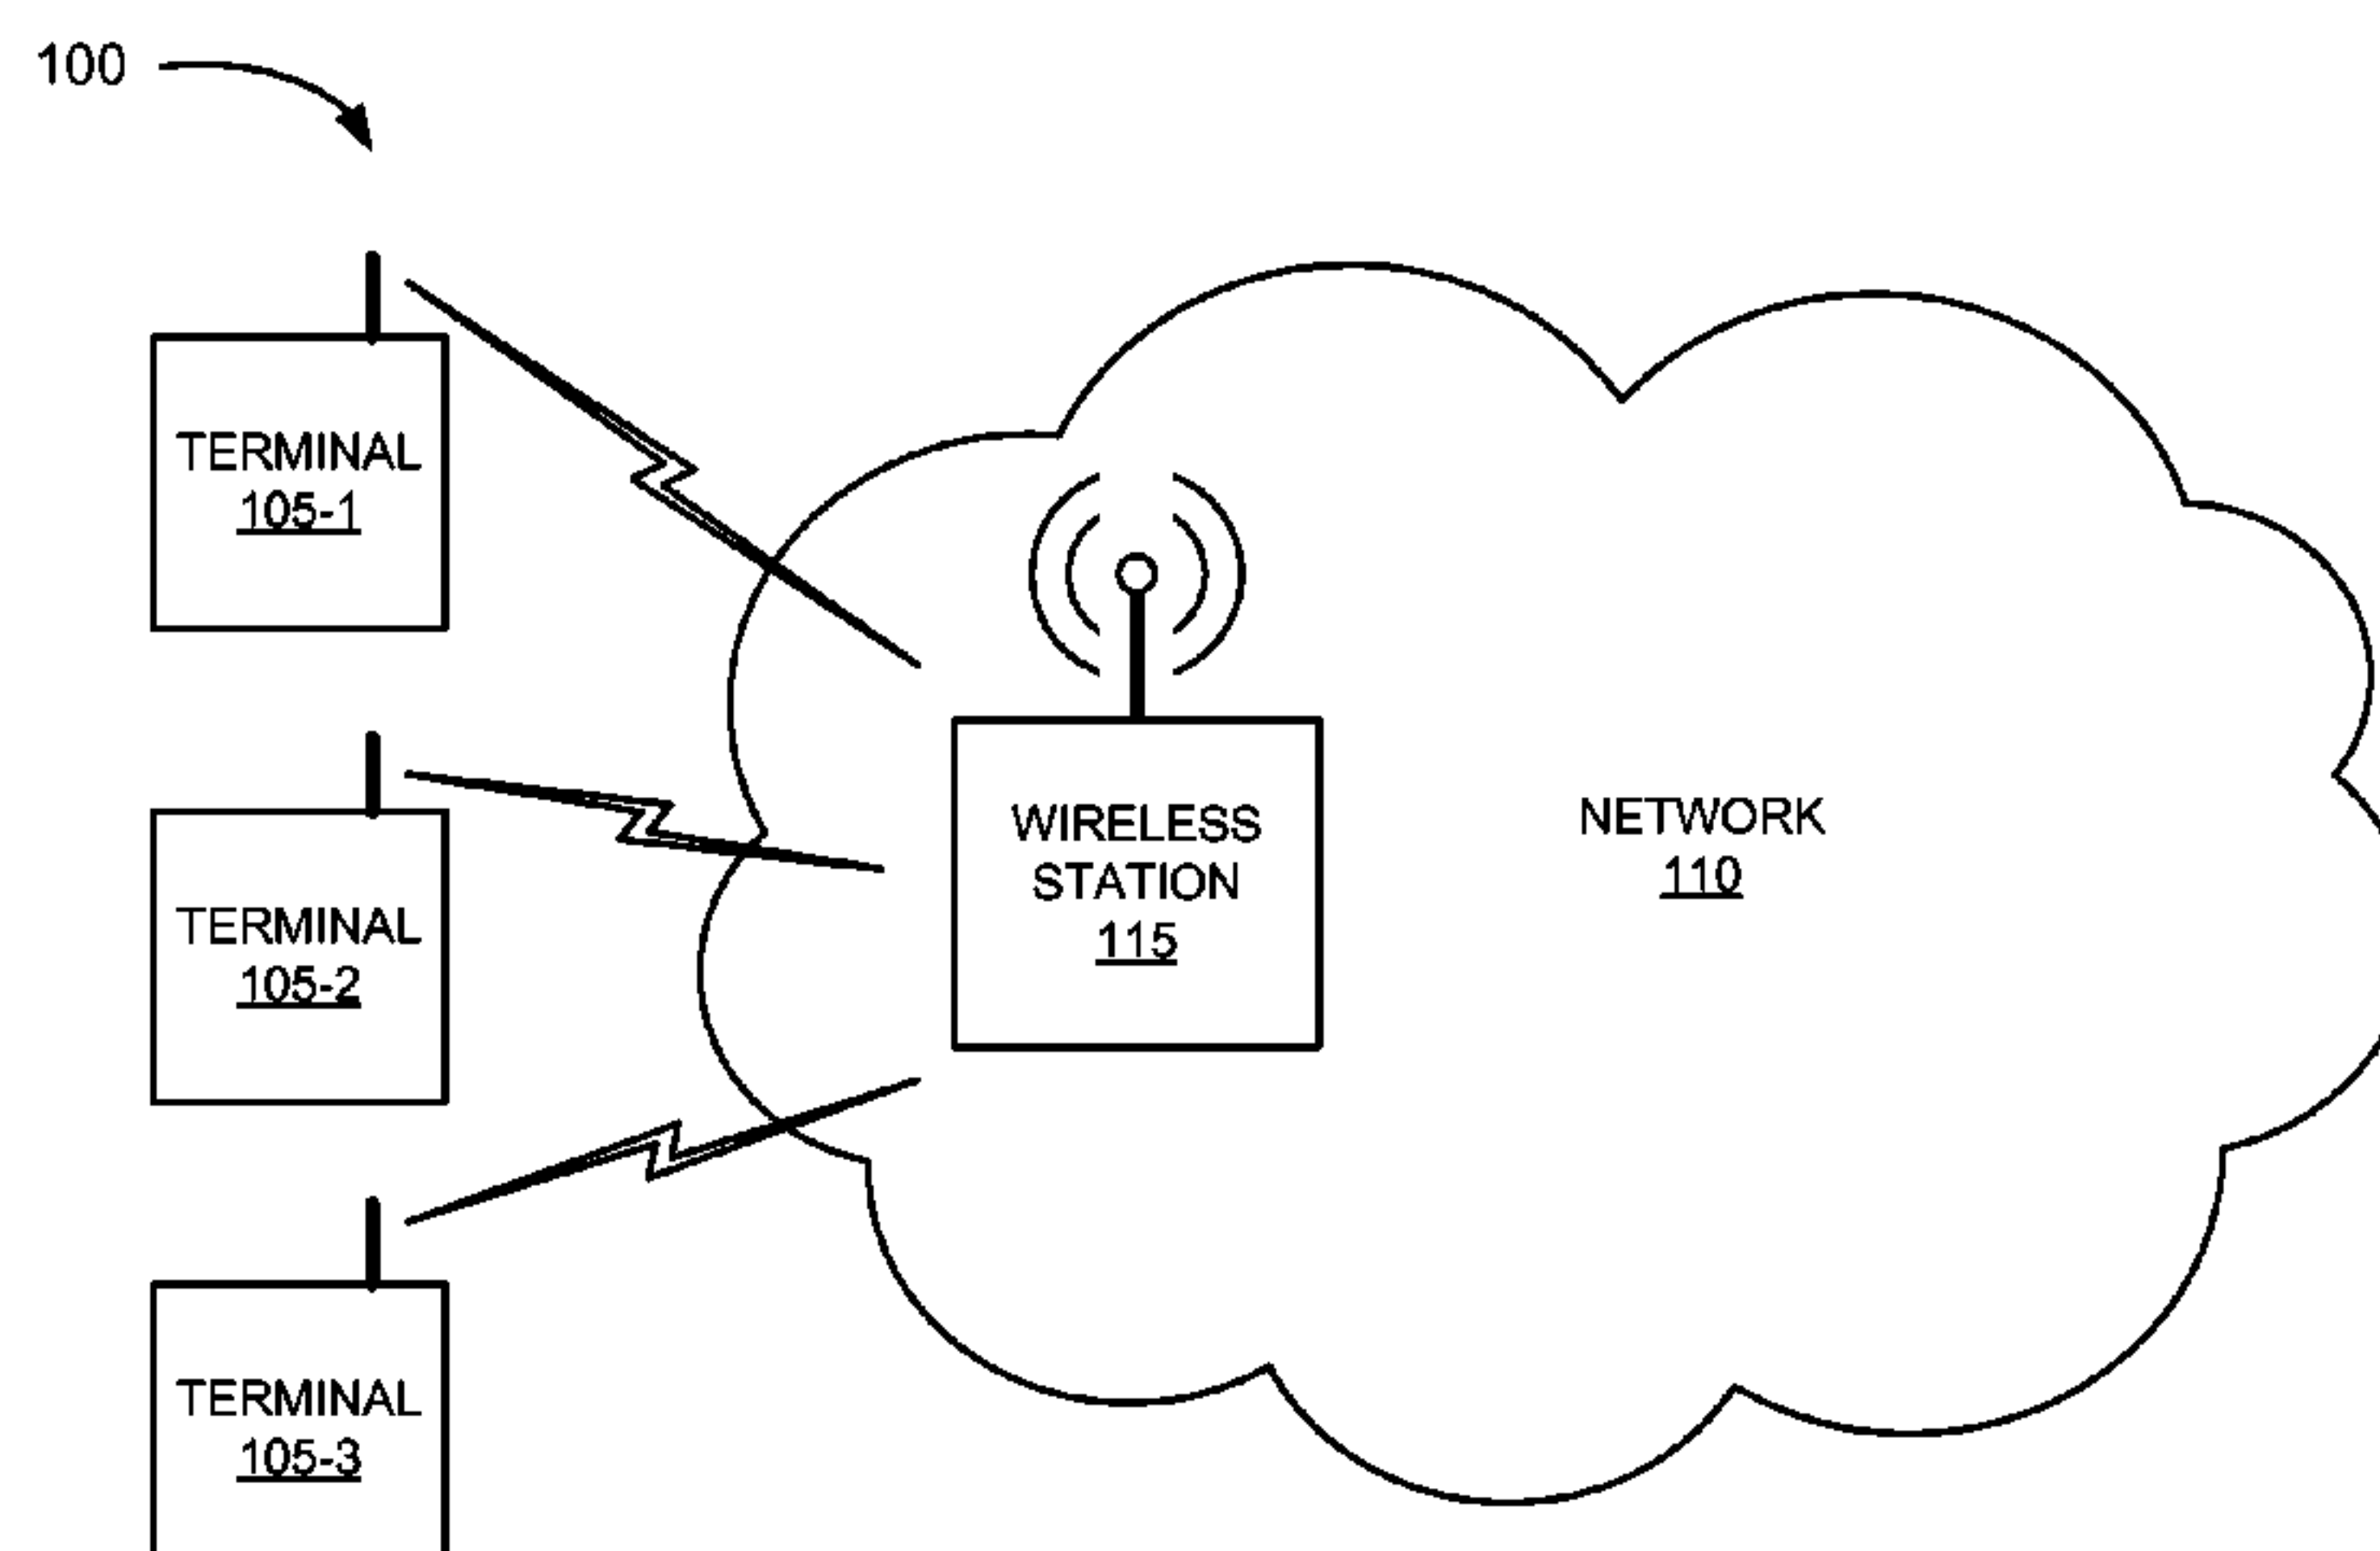 100
TERMINAL
105-1
TERMINAL
105-2
TERMINAL
105-3
WIRELESS
STATION
115
NETWORK
110